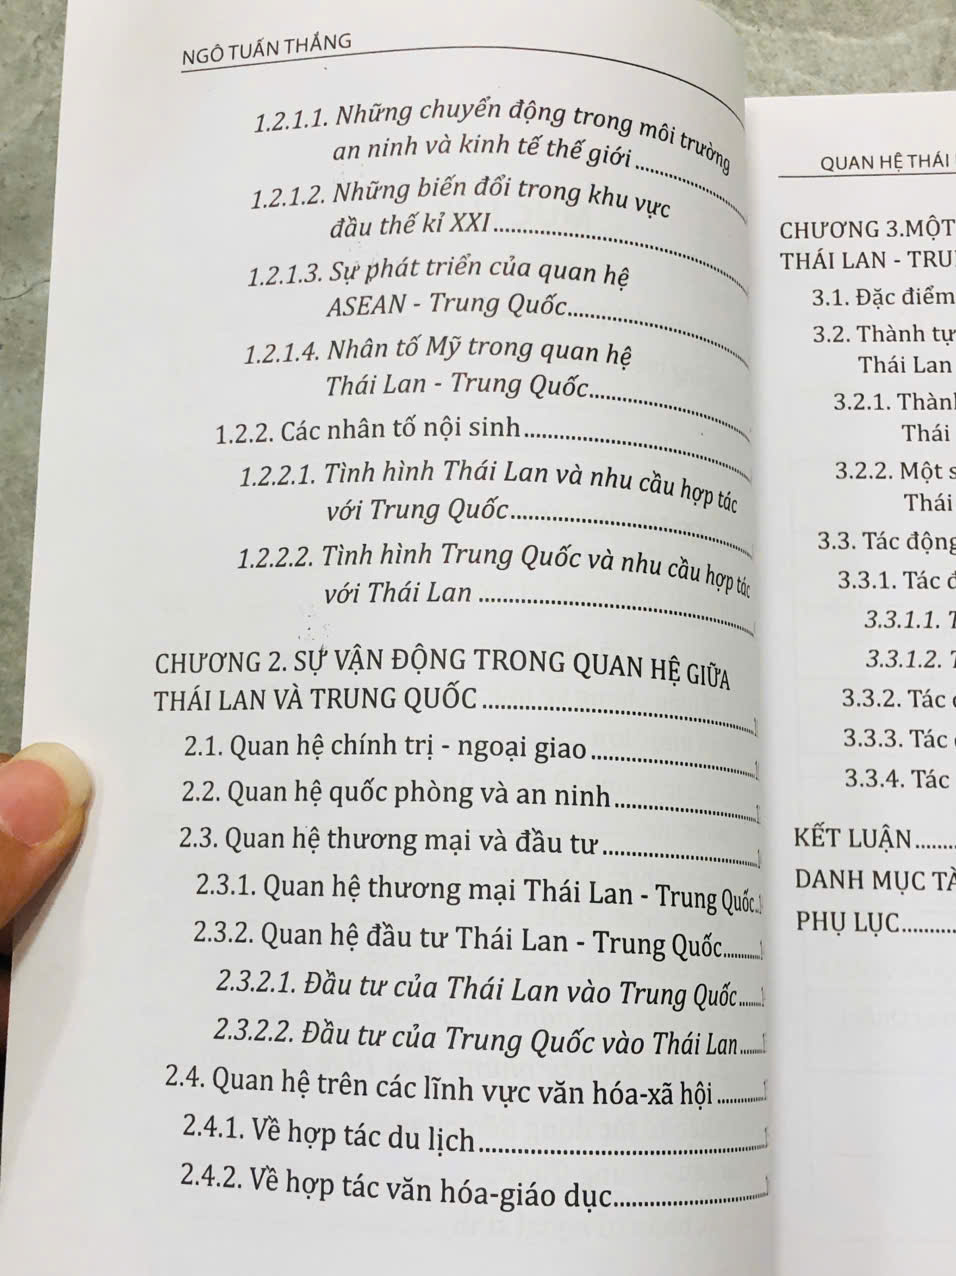 NGÔ TUẤN THẮNG
1.2.1.1. Những chuyển động trong môi trường
an ninh và kinh tế thế giới
1.2.1.2. Những biến đổi trong khu vực
đầu thế kỉ XXI
1.2.1.3. Sự phát triển của quan hệ
ASEAN - Trung Quốc
1.2.1.4. Nhân tố Mỹ trong quan hệ
Thái Lan - Trung Quốc
1.2.2. Các nhân tố nội sinh
1.2.2.1. Tình hình Thái Lan và nhu cầu hợp tác
với Trung Quốc
1.2.2.2. Tình hình Trung Quốc và nhu cầu hợp tác
với Thái Lan
CHƯƠNG 2. SỰ VẬN ĐỘNG TRONG QUAN HỆ GIỮA
THÁI LAN VÀ TRUNG QUỐC
2.1. Quan hệ chính trị - ngoại giao
2.2. Quan hệ quốc phòng và an ninh
2.3. Quan hệ thương mại và đầu tư
2.3.1. Quan hệ thương mại Thái Lan - Trung Quốc
2.3.2. Quan hệ đầu tư Thái Lan - Trung Quốc
2.3.2.1. Đầu tư của Thái Lan vào Trung Quốc
2.3.2.2. Đầu tư của Trung Quốc vào Thái Lan
2.4. Quan hệ trên các lĩnh vực văn hóa-xã hội
2.4.1. Về hợp tác du lịch
2.4.2. Về hợp tác văn hóa-giáo dục
QUAN HỆ THÁI
CHƯƠNG 3.MỘT
THÁI LAN -
3.1. Đặc điểm
3.2. Thành tự
Thái Lan
3.2.1.
Thái
3.2.2. Một
Thái
3.3. Tác động
3.3.1. Tác
3.3.1.1.
3.3.1.2.
3.3.2. Tác
3.3.3. Tác
3.3.4. Tác
KẾT LUẬN
DANH MỤC
PHỤ LỤC